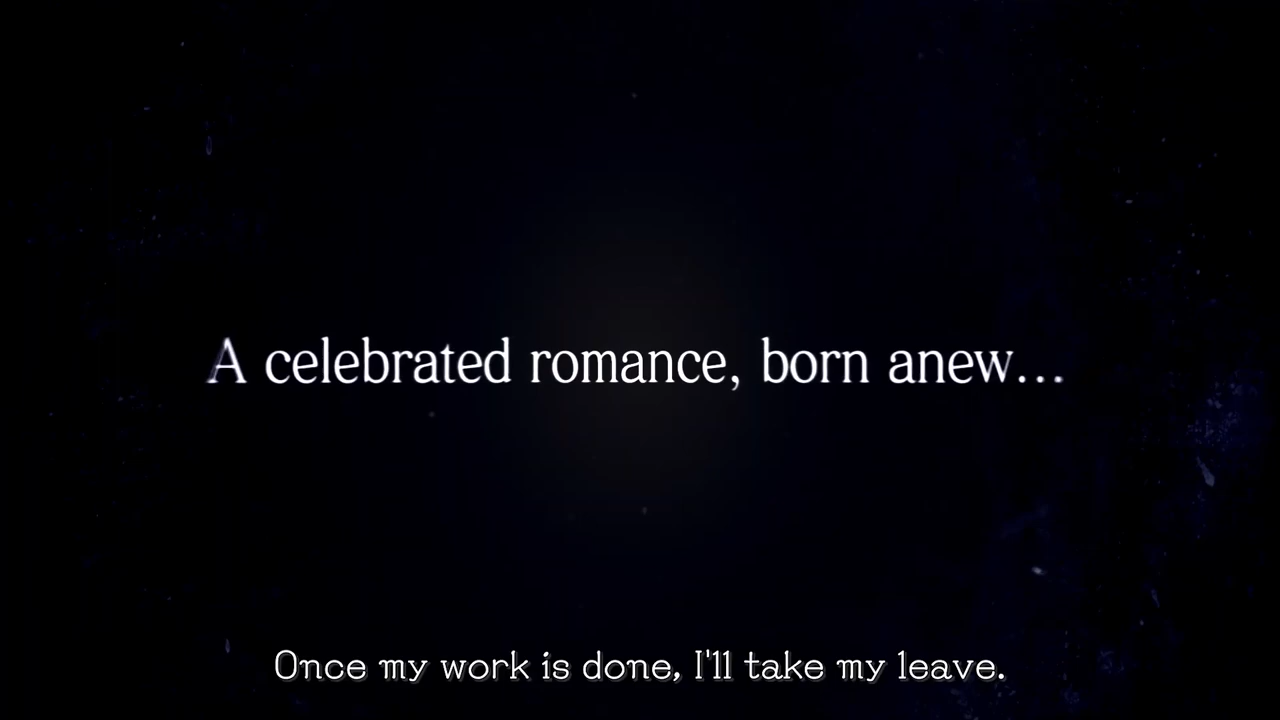 A celebrated romance, born anew...
Once my work is done, I'll take my leave.